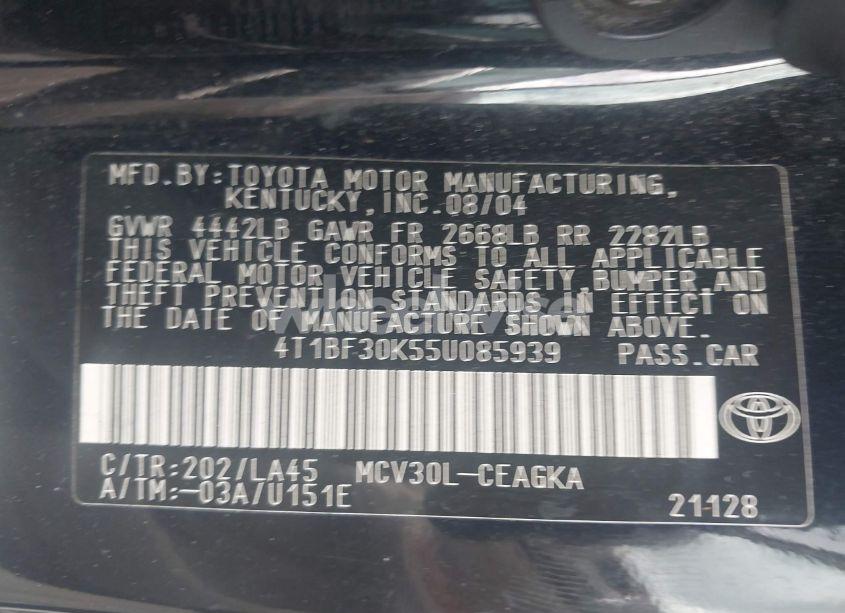 MFD. BY: TOYOTA MOTOR MANUFACTURING,
KENTUCKY, INC. 08/04
GVWR 4442LB GAWR FR 2668LB RR 2282LB
THIS VEHICLE CONFORMS TO ALL APPLICABLE
FEDERAL MOTOR VEHICLE SAFETY, BUMPER AND
THEFT PREVENTION STANDARDS IN EFFECT ON
THE DATE OF MANUFACTURE SHOWN ABOVE.
4T1BF30K55U085939 PASS. CAR
C/TR:202/LA45 MCV30L-CEAGKA
A/TM:-03A/U151E
21128